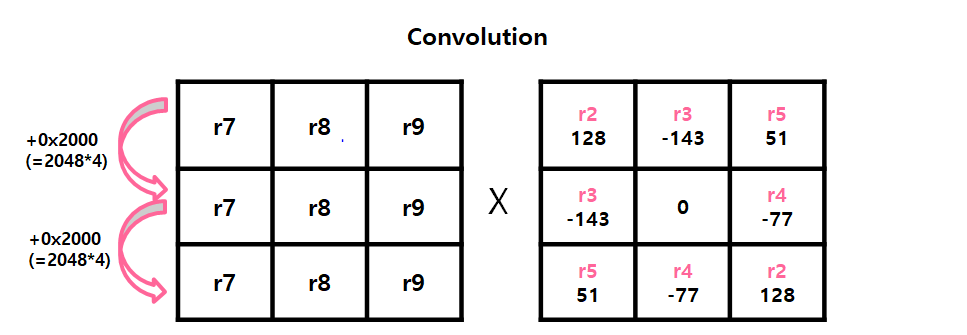 Convolution
+0x2000
(=2048*4)
r7 r8 r9
r2 r3 r5
128 -143 51
X
r7 r8 r9
r3 0 r4
-143 -77
+0x2000
(=2048*4)
r7 r8 r9
r5 r4 r2
51 -77 128